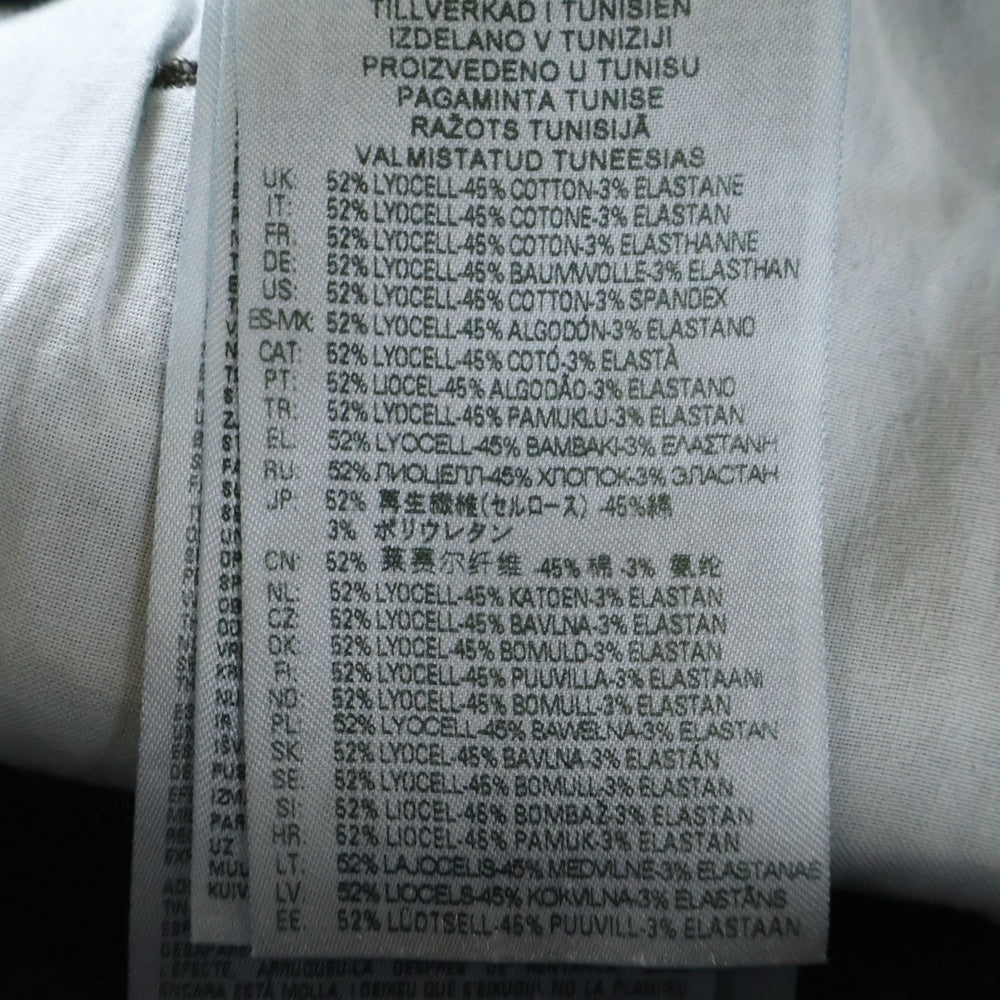 TILLVERKAD I TUNISIEN
IZDELANO V TUNIZIJI
PROIZVEDENO U TUNISU
PAGAMINTA TUNISE
RAŽOTS TUNISIJĀ
VALMISTATUD TUNEESIAS
UK: 52% LYOCELL-45% COTTON-3% ELASTANE
IT: 52% LYOCELL-45% COTONE-3% ELASTAN
FR: 52% LYOCELL-45% COTON-3% ELASTHANNE
DE: 52% LYOCELL-45% BAUMWOLLE-3% ELASTHAN
US: 52% LYOCELL-45% COTTON-3% SPANDEX
ES-MX: 52% LYOCELL-45% ALGODÓN-3% ELASTANO
CAT: 52% LYOCELL-45% COTÓ-3% ELASTÀ
PT: 52% LIOCEL-45% ALGODÃO-3% ELASTANO
TR: 52% LYOCELL-45% PAMUKLU-3% ELASTAN
EL: 52% LYOCELL-45% BAMBAKI-3% ΕΛΑΣΤΑΝΗ
RU: 52% ЛИОЦЕЛЛ-45% ХЛОПОК-3% ЭЛАСТАН
JP: 52% 再生繊維(セルロース) -45%綿
3% ポリウレタン
CN: 52% 莱赛尔纤维 -45% 棉 -3% 氨纶
NL: 52% LYOCELL-45% KATOEN-3% ELASTAN
CZ: 52% LYOCELL-45% BAVLNA-3% ELASTAN
DK: 52% LYOCELL-45% BOMULD-3% ELASTAN
FI: 52% LYOCELL-45% PUUVILLA-3% ELASTAANI
NO: 52% LYOCELL-45% BOMULL-3% ELASTAN
PL: 52% LYOCELL-45% BAWEŁNA-3% ELASTAN
SK: 52% LYOCEL-45% BAVLNA-3% ELASTÁN
SE: 52% LYOCELL-45% BOMULL-3% ELASTAN
SI: 52% LIOCEL-45% BOMBAŽ-3% ELASTAN
HR: 52% LIOCEL-45% PAMUK-3% ELASTAN
LT: 52% LAJOCELIS-45% MEDVILNE-3% ELASTANAS
LV: 52% LIOCELS-45% KOKVILNA-3% ELASTĀNS
EE: 52% LÜOTSELL-45% PUUVILL-3% ELASTAAN